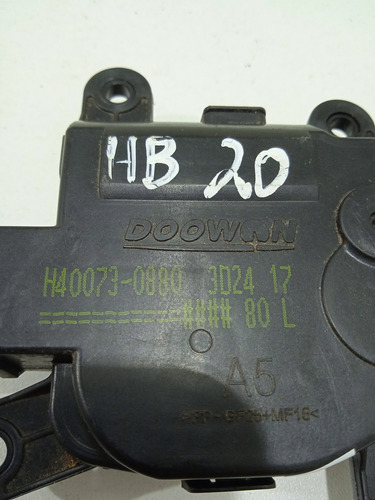 HB 20
DOOWON
H40073-0880 3D24 17
==========#### 80 L
A5